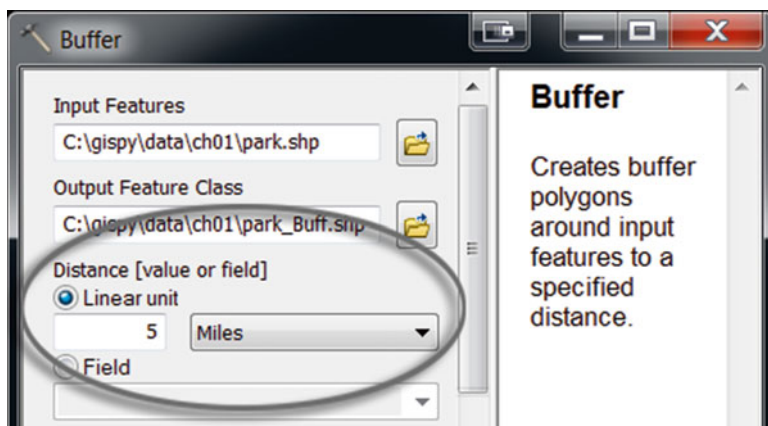 Buffer
Input Features
C:\gispy\data\ch01\park.shp
Output Feature Class
C:\gispy\data\ch01\park_Buff.shp
Distance [value or field]
Linear unit
5 Miles
Field
Buffer
Creates buffer
polygons
around input
features to a
specified
distance.